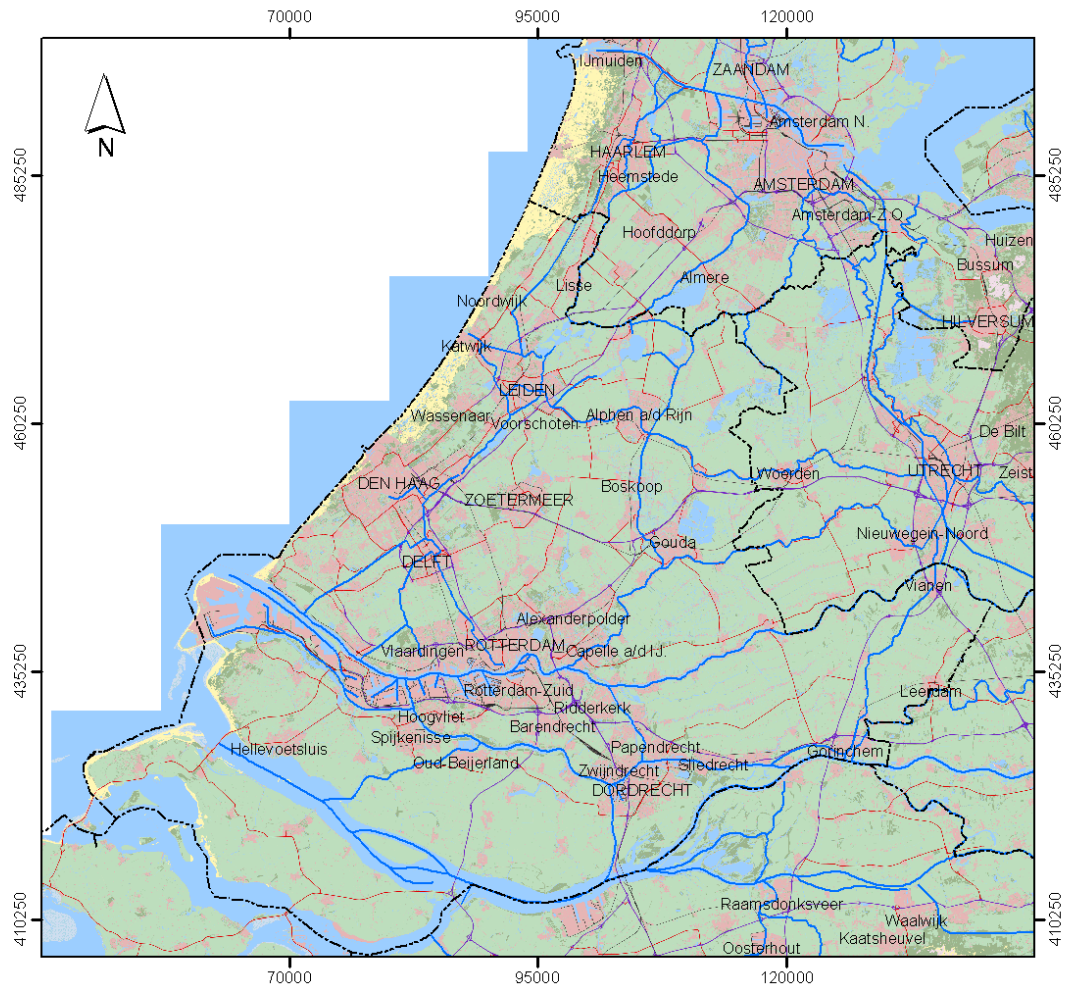 70000 95000 120000
IJmuiden
ZAANDAM
Amsterdam N.
N
HAARLEM
485250
485250
Heemstede
AMSTERDAM
Amsterdam-Z.O.
Hoofddorp
Huizen
Bussum
Almere
Lisse
Noordwijk
HILVERSUM
Katwijk
LEIDEN
Wassenaar
Alphen a/d Rijn
460250
460250
Voorschoten
De Bilt
UTRECHT
Zeist
Woerden
DEN HAAG
Boskoop
ZOETERMEER
Nieuwegein-Noord
Gouda
DELFT
Vianen
Alexanderpolder
ROTTERDAM
Vlaardingen
Capelle a/d IJ.
435250
435250
Rotterdam-Zuid
Leerdam
Ridderkerk
Hoogvliet
Barendrecht
Spijkenisse
Hellevoetsluis
Papendrecht
Gorinchem
Oud-Beijerland
Sliedrecht
Zwijndrecht
DORDRECHT
Raamsdonksveer
410250
410250
Waalwijk
Kaatsheuvel
Oosterhout
70000 95000 120000